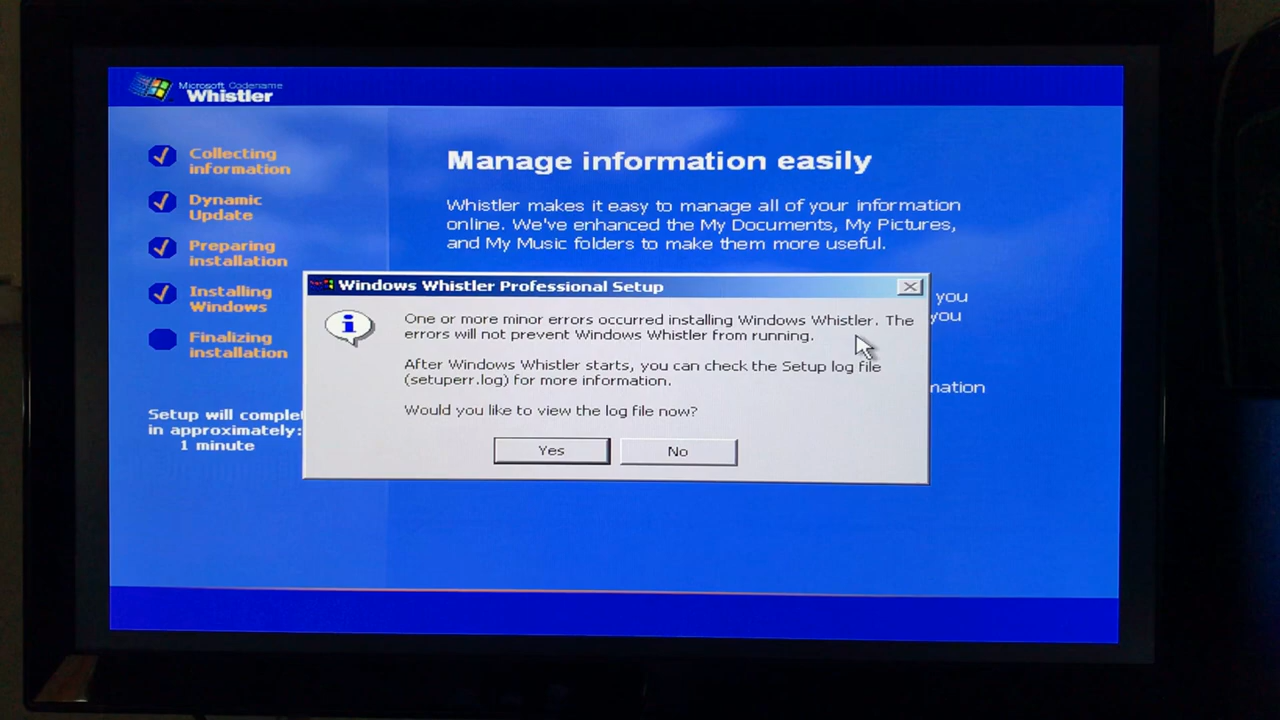 Microsoft Codename
Whistler
Collecting
information
Dynamic
Update
Preparing
installation
Installing
Windows
Finalizing
installation
Setup will complet
in approximately:
1 minute
Manage information easily
Whistler makes it easy to manage all of your information
online. We've enhanced the My Documents, My Pictures,
and My Music folders to make them more useful.
you
you
mation
Windows Whistler Professional Setup
One or more minor errors occurred installing Windows Whistler. The
errors will not prevent Windows Whistler from running.
After Windows Whistler starts, you can check the Setup log file
(setuperr.log) for more information.
Would you like to view the log file now?
Yes
No